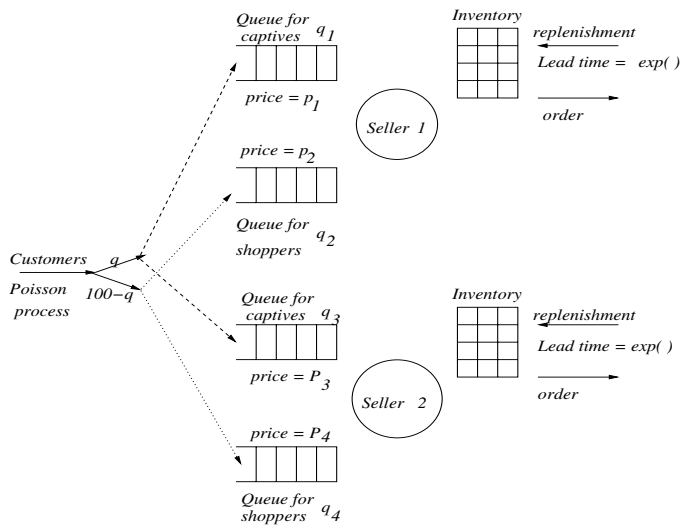 Queue for
captives q1
price = p1
Seller 1
Inventory
replenishment
Lead time = exp( )
order
price = p2
Queue for
shoppers q2
Customers
q
Poisson
process
100-q
Queue for
captives q3
price = P3
Seller 2
Inventory
replenishment
Lead time = exp( )
order
price = P4
Queue for
shoppers q4